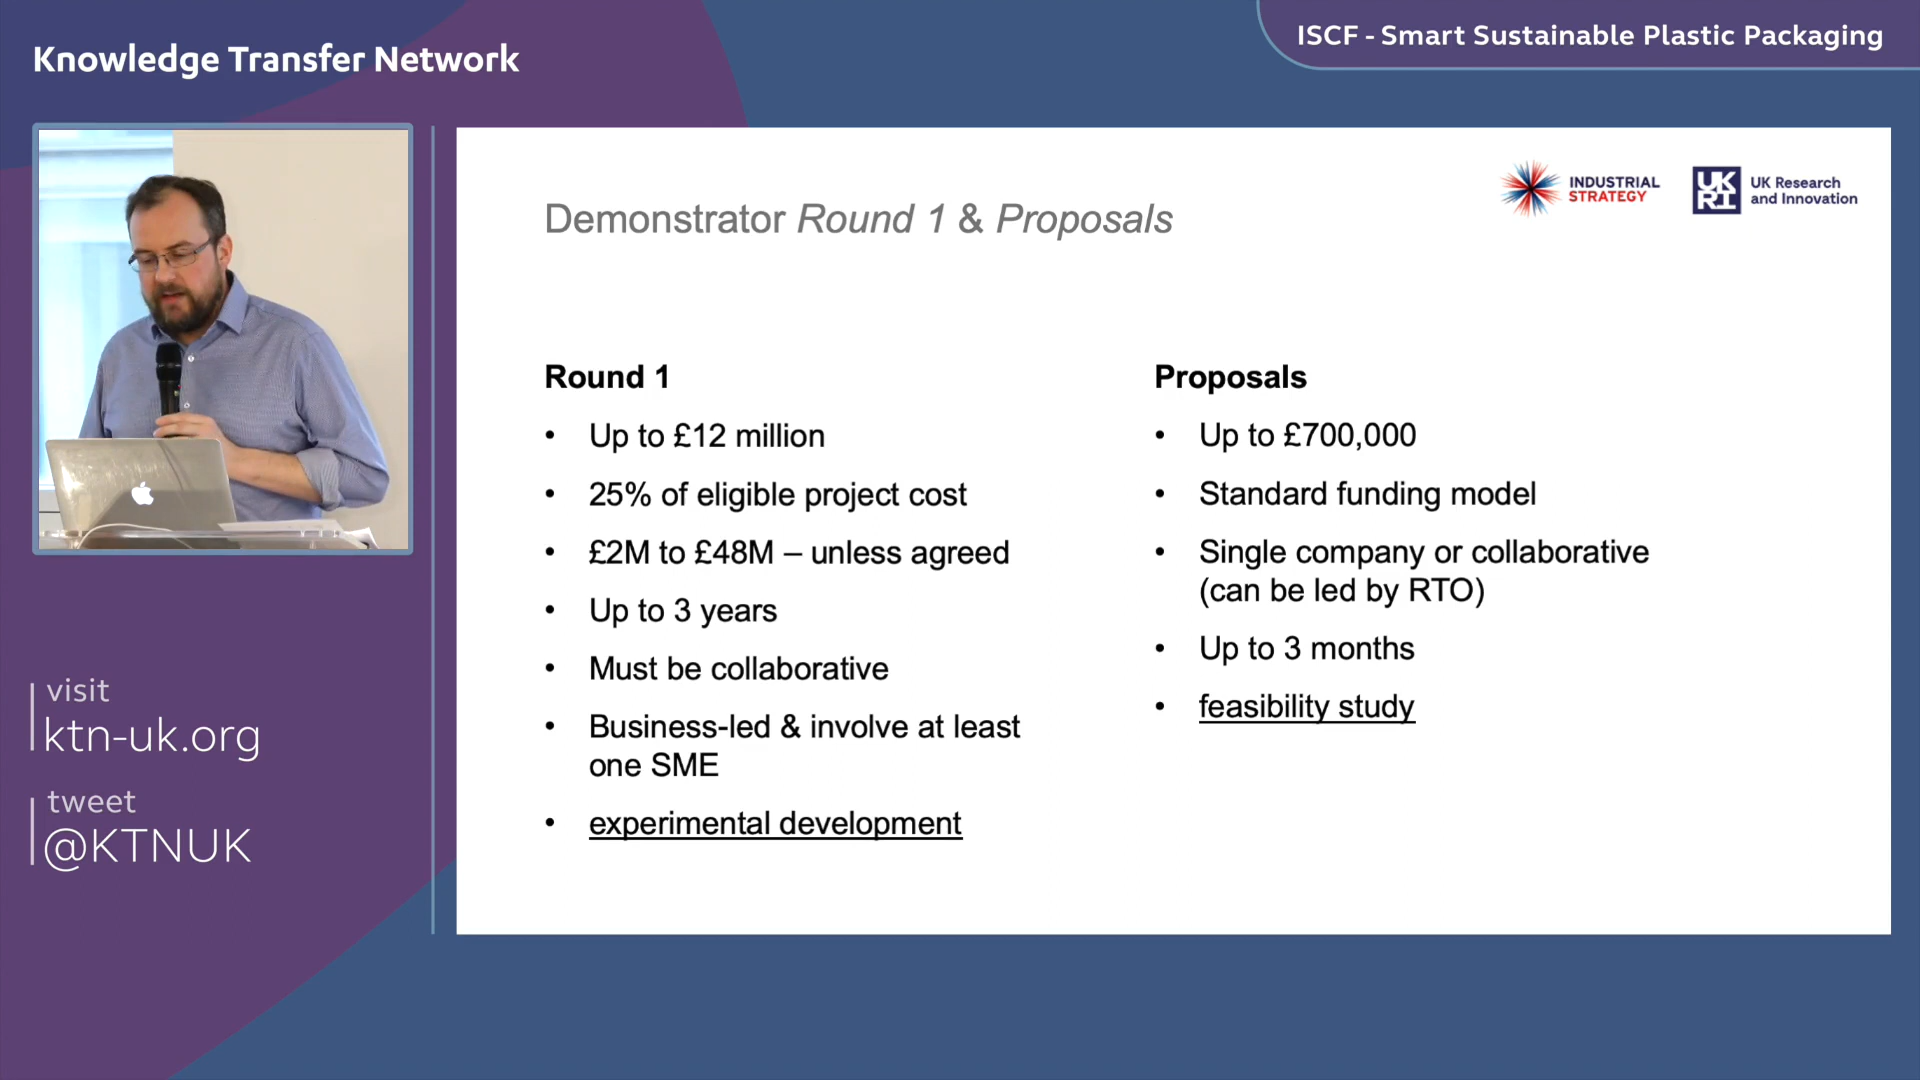 Knowledge Transfer Network
ISCF - Smart Sustainable Plastic Packaging
INDUSTRIAL
STRATEGY
UK
RI
UK Research
and Innovation
Demonstrator Round 1 & Proposals
Round 1
• Up to £12 million
• 25% of eligible project cost
• £2M to £48M – unless agreed
• Up to 3 years
• Must be collaborative
• Business-led & involve at least
one SME
• experimental development
Proposals
• Up to £700,000
• Standard funding model
• Single company or collaborative
(can be led by RTO)
• Up to 3 months
• feasibility study
visit
ktn-uk.org
tweet
@KTNUK